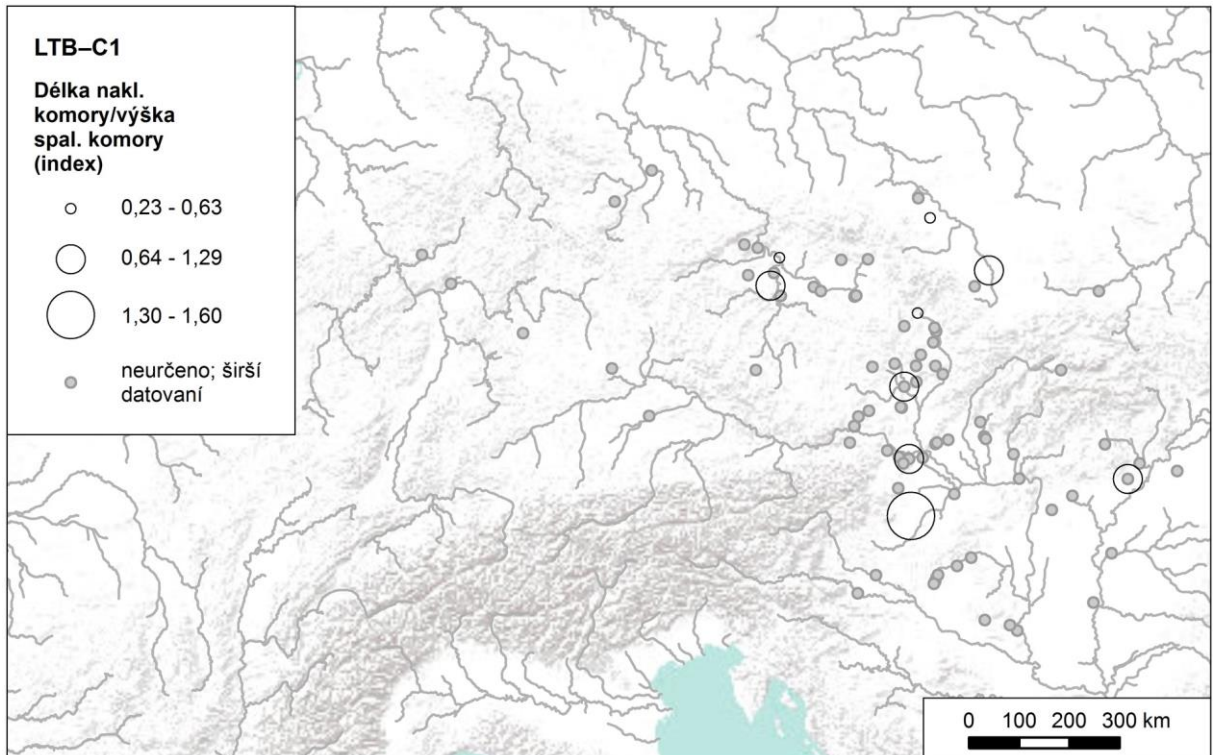 LTB–C1
Délka nakl.
komory/výška
spal. komory
(index)
0,23 - 0,63
0,64 - 1,29
1,30 - 1,60
neurčeno; širší
datovaní
0 100 200 300 km